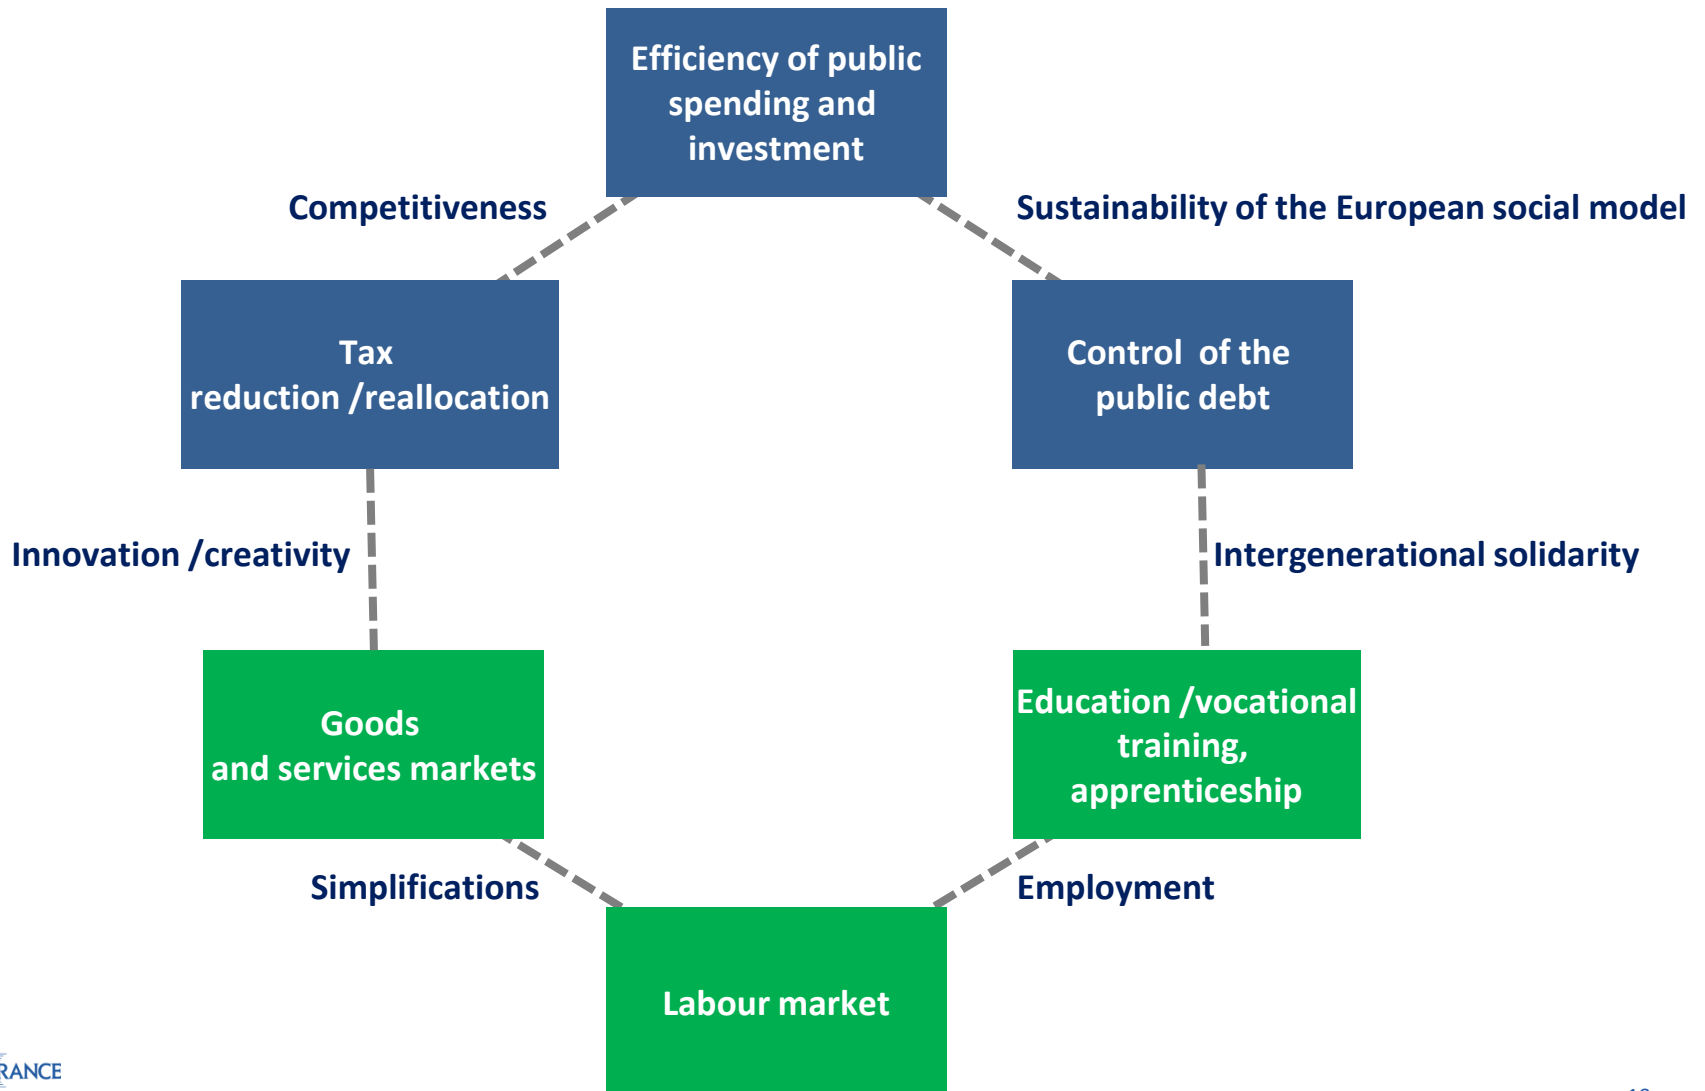 Efficiency of public
spending and
investment
Competitiveness
Sustainability of the European social model
Tax
reduction /reallocation
Control of the
public debt
Innovation /creativity
Intergenerational solidarity
Goods
and services markets
Education /vocational
training,
apprenticeship
Simplifications
Employment
Labour market